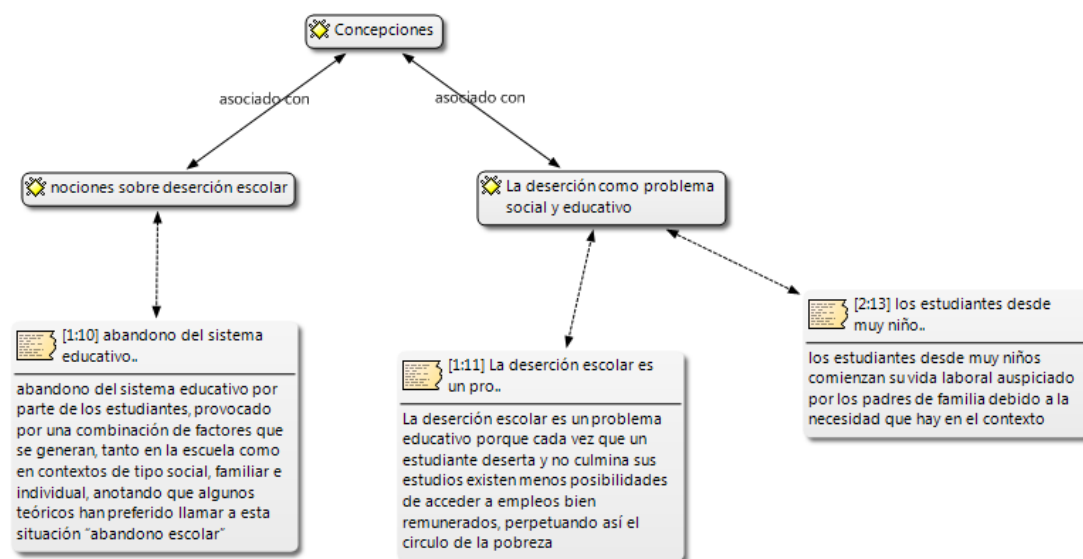 Concepciones
asociado con
asociado con
nociones sobre deserción escolar
La deserción como problema
social y educativo
[1:10] abandono del sistema
educativo..
abandono del sistema educativo por
parte de los estudiantes, provocado
por una combinación de factores que
se generan, tanto en la escuela como
en contextos de tipo social, familiar e
individual, anotando que algunos
teóricos han preferido llamar a esta
situación “abandono escolar”
[1:11] La deserción escolar es
un pro..
La deserción escolar es un problema
educativo porque cada vez que un
estudiante deserta y no culmina sus
estudios existen menos posibilidades
de acceder a empleos bien
remunerados, perpetuando así el
circulo de la pobreza
[2:13] los estudiantes desde
muy niño..
los estudiantes desde muy niños
comienzan su vida laboral auspiciado
por los padres de familia debido a la
necesidad que hay en el contexto